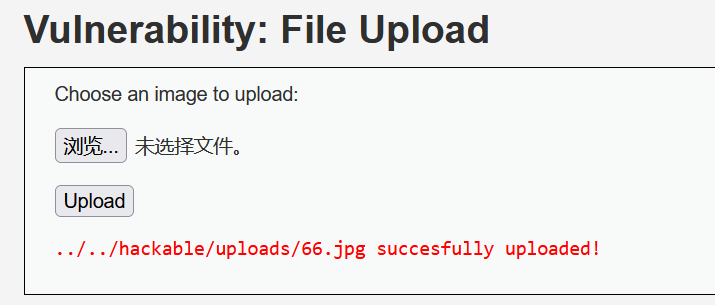 Vulnerability: File Upload
Choose an image to upload:
浏览... 未选择文件。
Upload
../../hackable/uploads/66.jpg succesfully uploaded!